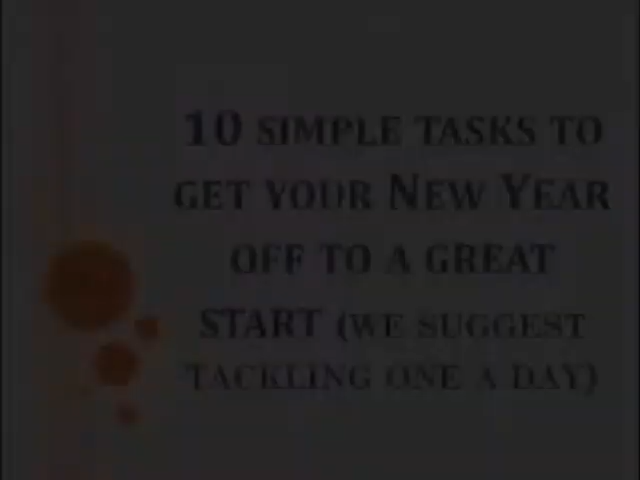 10 SIMPLE TASKS TO
GET YOUR NEW YEAR
OFF TO A GREAT
START (WE SUGGEST
TACKLING ONE A DAY)